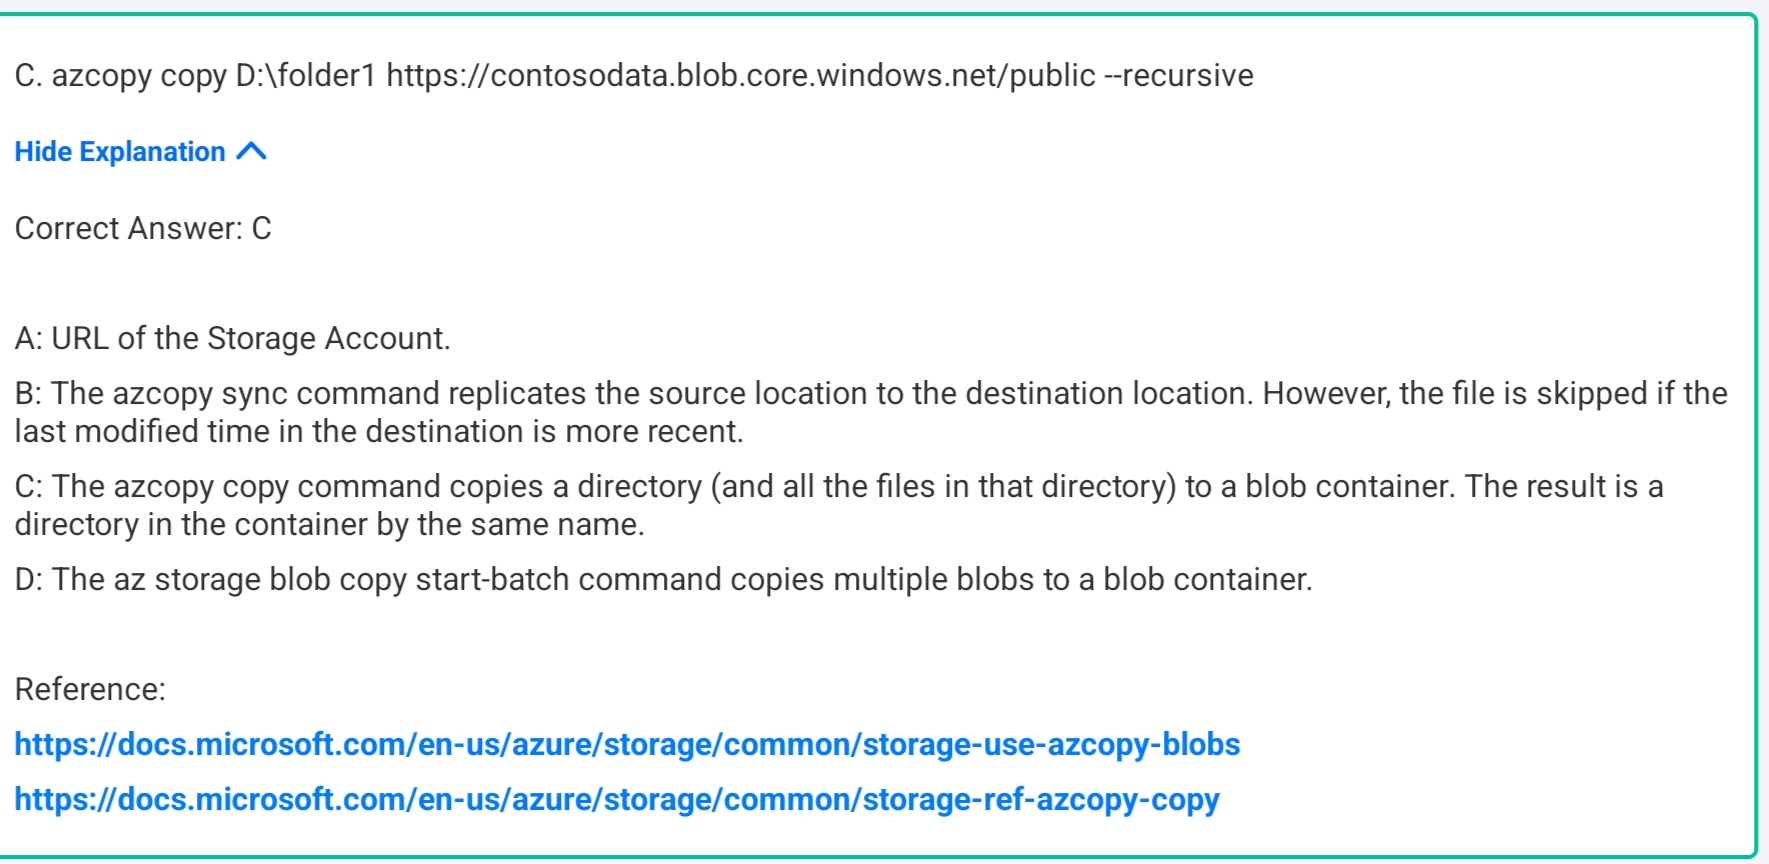 C. azcopy copy D:\folder1 https://contosodata.blob.core.windows.net/public --recursive
Hide Explanation
Correct Answer: C
A: URL of the Storage Account.
B: The azcopy sync command replicates the source location to the destination location. However, the file is skipped if the
last modified time in the destination is more recent.
C: The azcopy copy command copies a directory (and all the files in that directory) to a blob container. The result is a
directory in the container by the same name.
D: The az storage blob copy start-batch command copies multiple blobs to a blob container.
Reference:
https://docs.microsoft.com/en-us/azure/storage/common/storage-use-azcopy-blobs
https://docs.microsoft.com/en-us/azure/storage/common/storage-ref-azcopy-copy